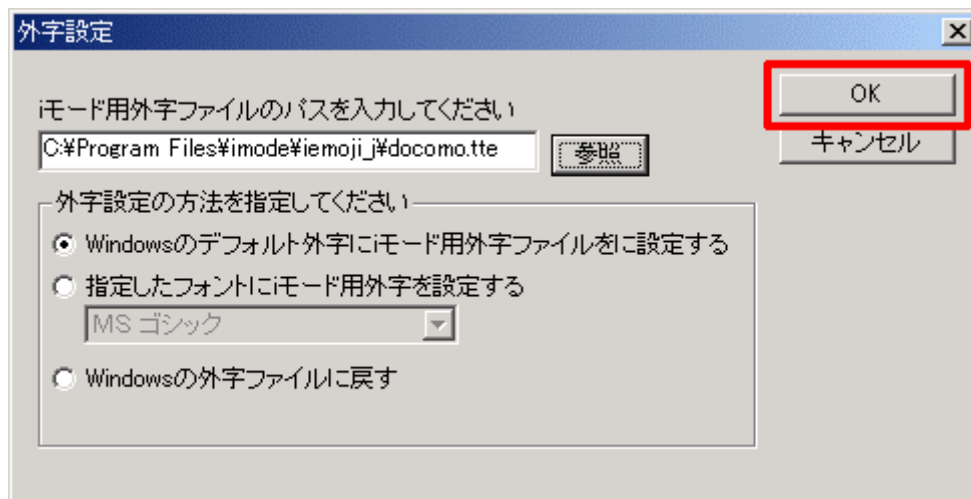 外字設定
iモード用外字ファイルのパスを入力してください
C:¥Program Files¥imode¥iemoji_j¥docomo.tte
参照
OK
キャンセル
外字設定の方法を指定してください
Windowsのデフォルト外字にiモード用外字ファイルをに設定する
指定したフォントにiモード用外字を設定する
MS ゴシック
Windowsの外字ファイルに戻す